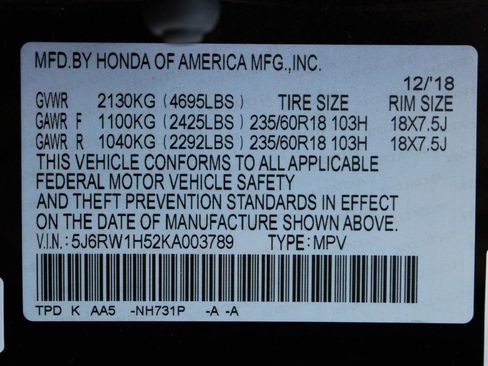 MFD.BY HONDA OF AMERICA MFG.,INC.
12/'18
GVWR 2130KG (4695LBS) TIRE SIZE RIM SIZE
GAWR F 1100KG (2425LBS) 235/60R18 103H 18X7.5J
GAWR R 1040KG (2292LBS) 235/60R18 103H 18X7.5J
THIS VEHICLE CONFORMS TO ALL APPLICABLE
FEDERAL MOTOR VEHICLE SAFETY
AND THEFT PREVENTION STANDARDS IN EFFECT
ON THE DATE OF MANUFACTURE SHOWN ABOVE.
V.I.N.: 5J6RW1H52KA003789 TYPE: MPV
TPD K AA5 -NH731P -A -A